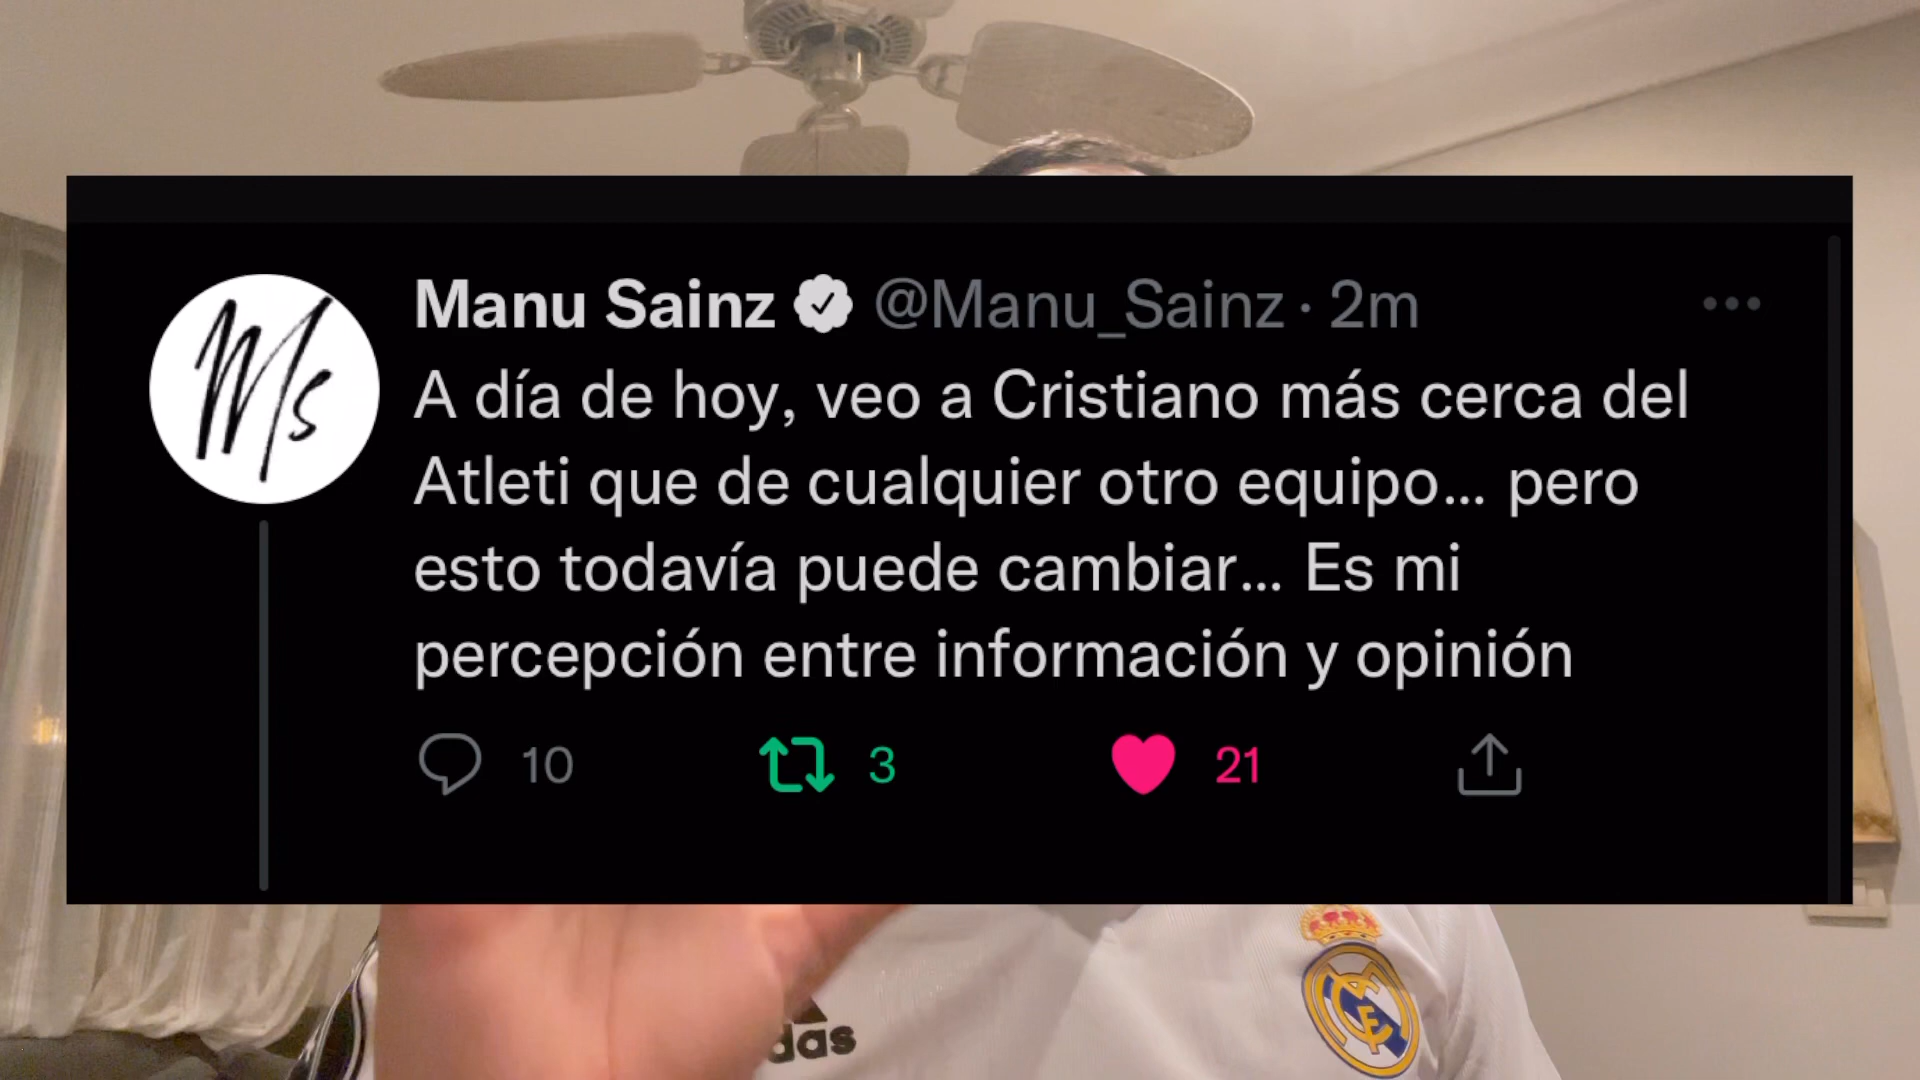 Ms
Manu Sainz @Manu_Sainz · 2m
A día de hoy, veo a Cristiano más cerca del
Atleti que de cualquier otro equipo... pero
esto todavía puede cambiar... Es mi
percepción entre información y opinión
10 3 21
das